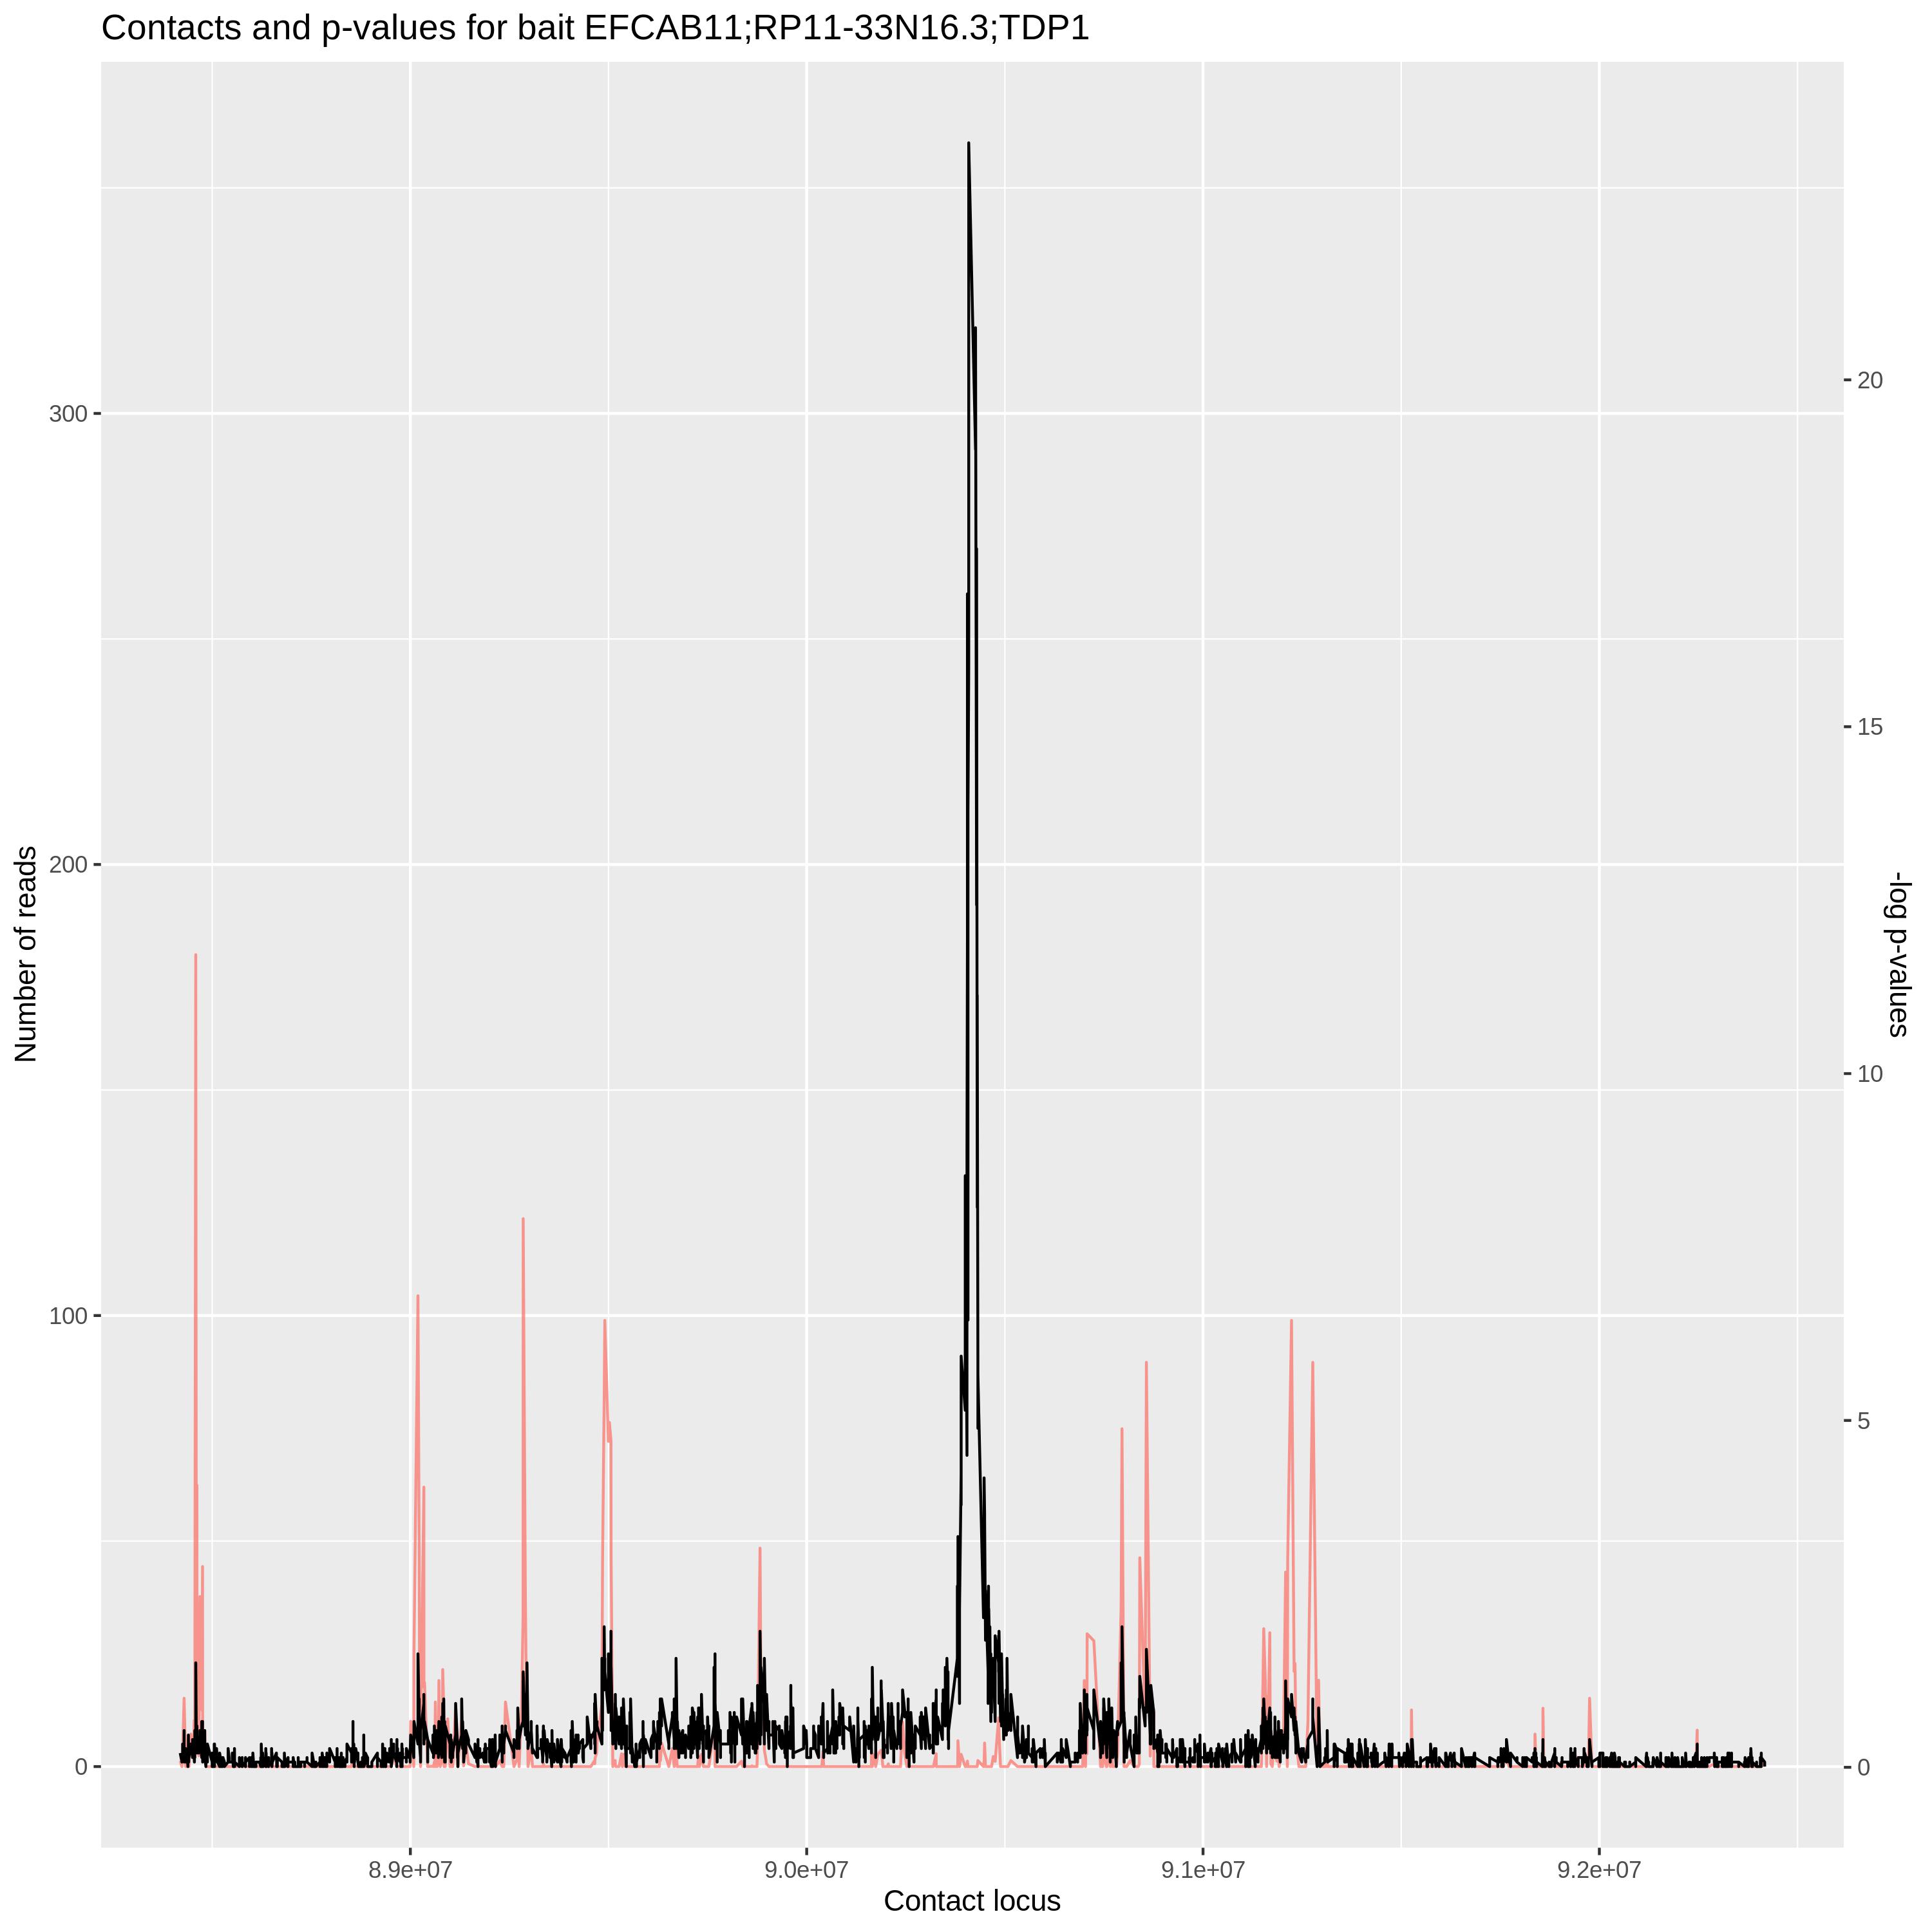 Contacts and p-values for bait EFCAB11;RP11-33N16.3;TDP1
Number of reads
300
200
100
0
20
15
10
5
0
-log p-values
8.9e+07
9.0e+07
9.1e+07
9.2e+07
Contact locus